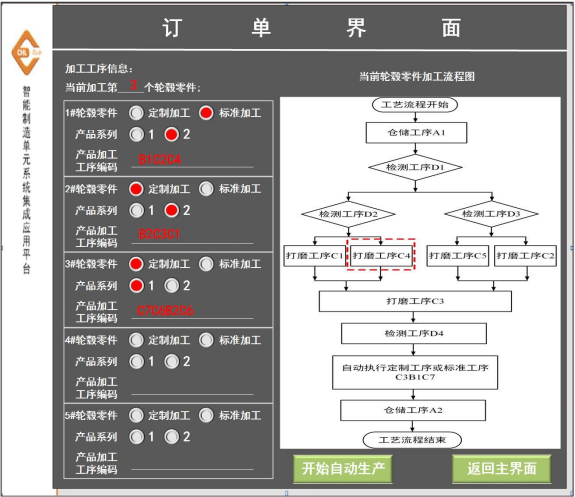 订 单 界 面
CHL
智能制造单元系统集成应用平台
加工工序信息:
当前加工第 3 个轮毂零件;
1#轮毂零件 定制加工 标准加工
产品系列 1 2
产品加工
工序编码 B102C4
2#轮毂零件 定制加工 标准加工
产品系列 1 2
产品加工
工序编码 B203C1
3#轮毂零件 定制加工 标准加工
产品系列 1 2
产品加工
工序编码 C706B206
4#轮毂零件 定制加工 标准加工
产品系列 1 2
产品加工
工序编码
5#轮毂零件 定制加工 标准加工
产品系列 1 2
产品加工
工序编码
当前轮毂零件加工流程图
工艺流程开始
仓储工序A1
检测工序D1
检测工序D2 检测工序D3
打磨工序C1 打磨工序C4 打磨工序C5 打磨工序C2
打磨工序C3
检测工序D4
自动执行定制工序或标准工序
C3B1C7
仓储工序A2
工艺流程结束
开始自动生产 返回主界面